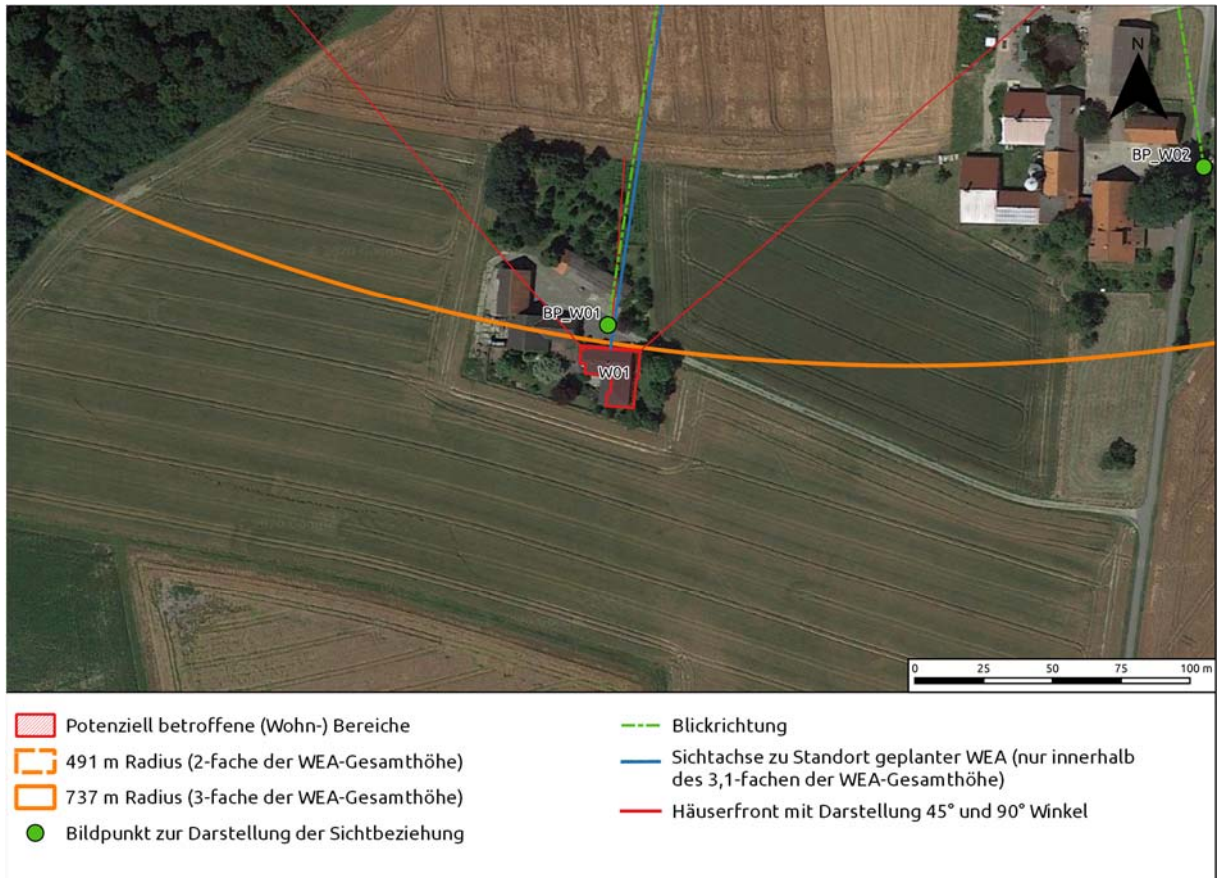 N
BP_W02
BP_W01
W01
0 25 50 75 100 m
Potenziell betroffene (Wohn-) Bereiche
491 m Radius (2-fache der WEA-Gesamthöhe)
737 m Radius (3-fache der WEA-Gesamthöhe)
Bildpunkt zur Darstellung der Sichtbeziehung
Blickrichtung
Sichtachse zu Standort geplanter WEA (nur innerhalb
des 3,1-fachen der WEA-Gesamthöhe)
Häuserfront mit Darstellung 45° und 90° Winkel